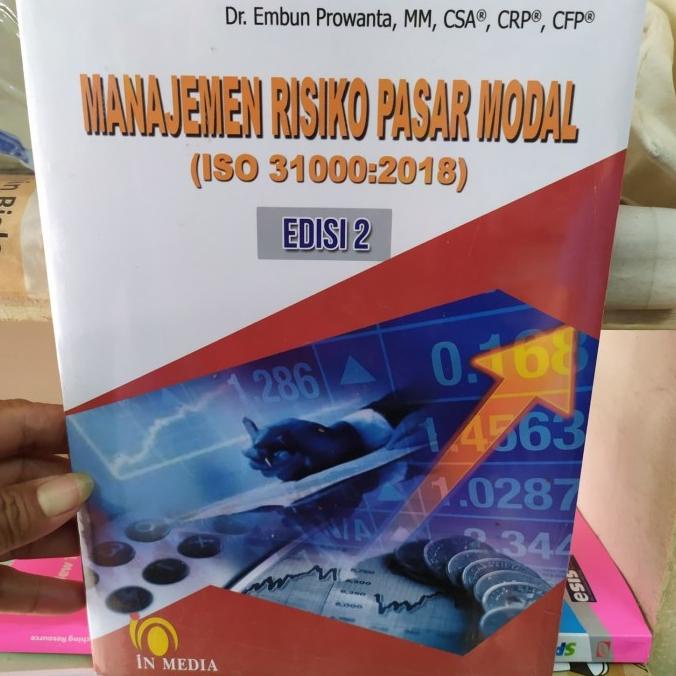 Dr. Embun Prowanta, MM, CSA®, CRP®, CFP®
MANAJEMEN RISIKO PASAR MODAL
(ISO 31000:2018)
EDISI 2
1.286
0.168
1.4563
1.0287
N/A
2.344
IN MEDIA